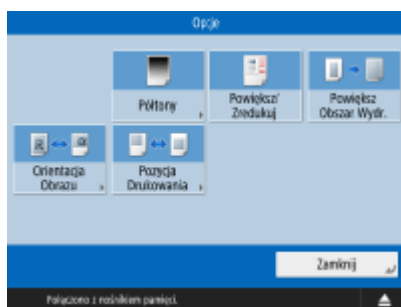 Opcje
Półtony
Powiększ/
Zredukuj
Powiększ
Obszar Wydr.
Orientacja
Obrazu
Pozycja
Drukowania
Zamknij
Połączono z nośnikiem pamięci.